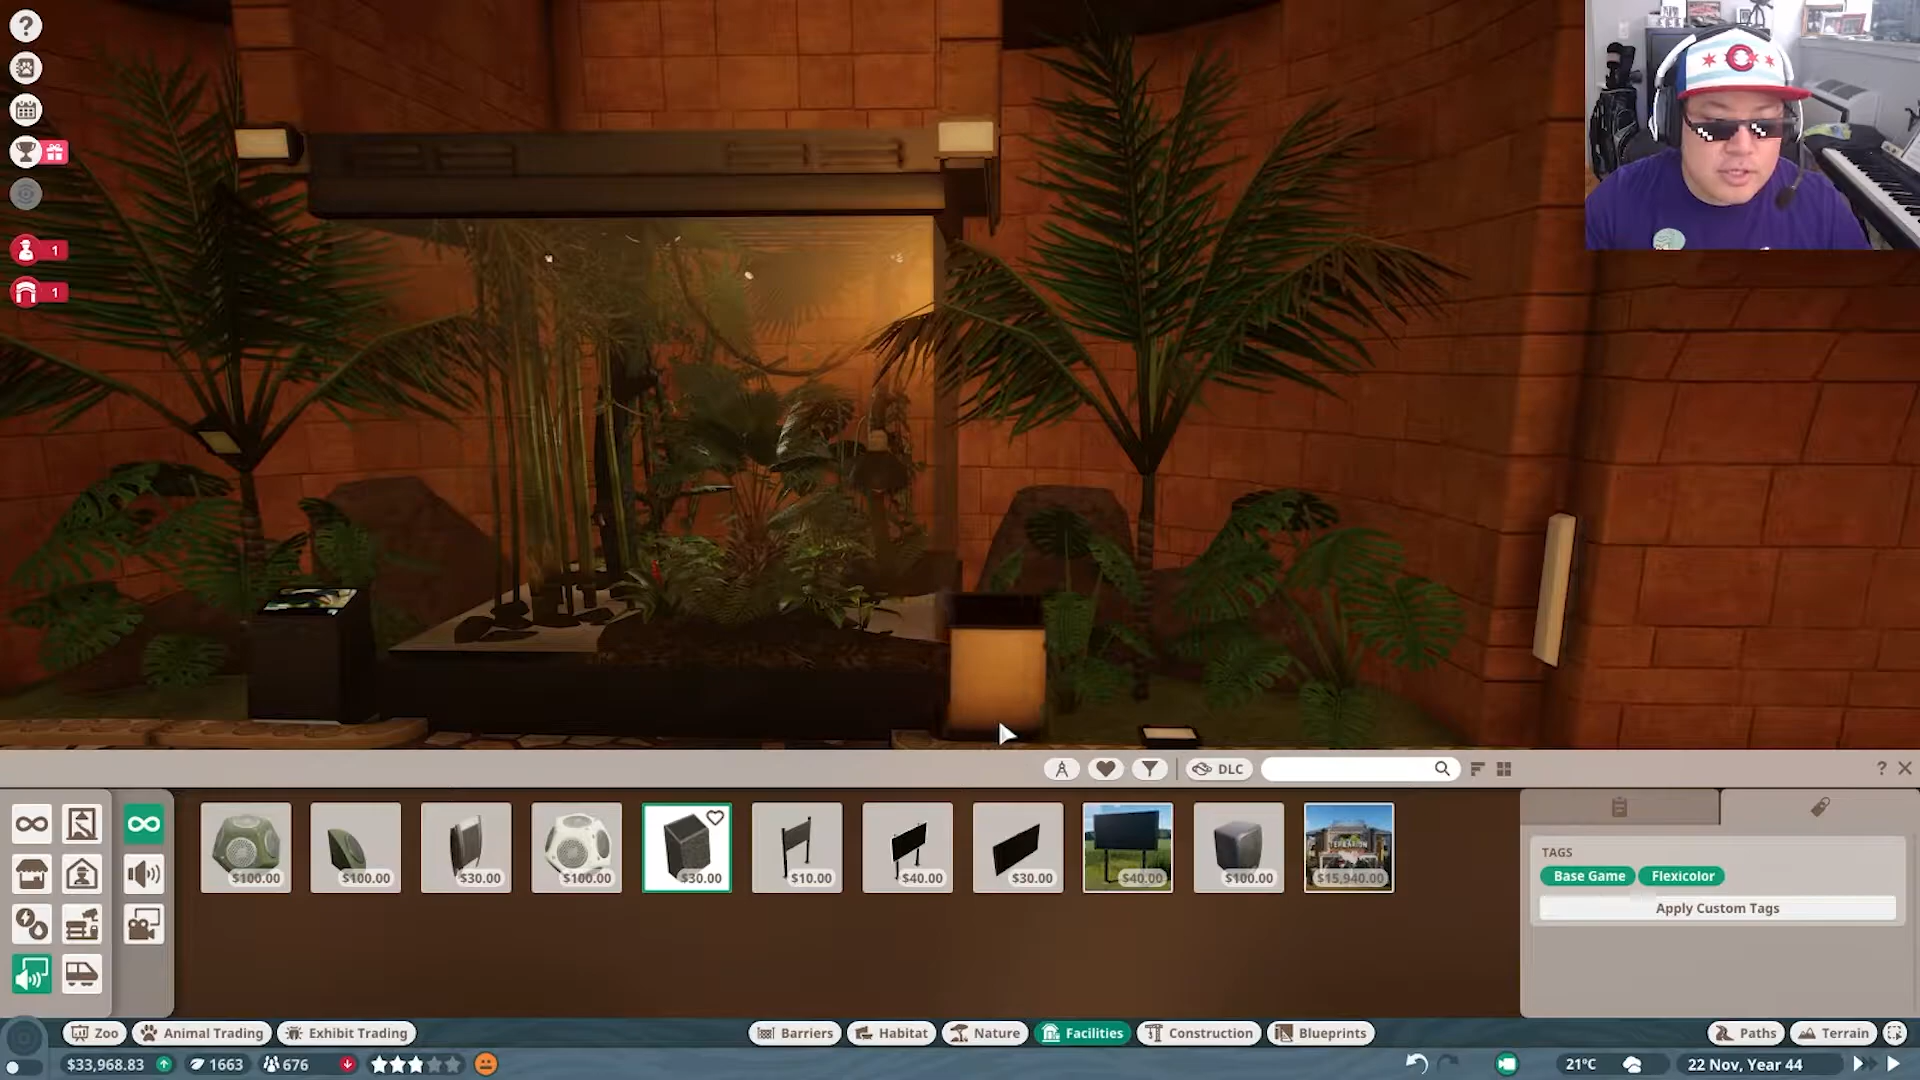 ?
1
1
DLC
?
$100.00
$100.00
$30.00
$100.00
$30.00
$10.00
$40.00
$30.00
$40.00
$100.00
$15,940.00
TAGS
Base Game
Flexicolor
Apply Custom Tags
Zoo
Animal Trading
Exhibit Trading
Barriers
Habitat
Nature
Facilities
Construction
Blueprints
Paths
Terrain
$33,968.83
1663
676
21°C
22 Nov, Year 44